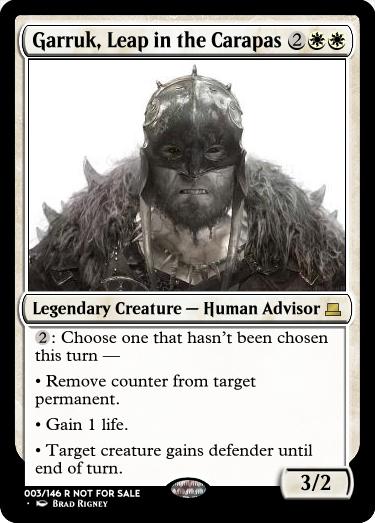 Garruk, Leap in the Carapas 2
Legendary Creature — Human Advisor
2: Choose one that hasn't been chosen
this turn —
• Remove counter from target
permanent.
• Gain 1 life.
• Target creature gains defender until
end of turn.
3/2
003/146 R NOT FOR SALE
• Brad Rigney